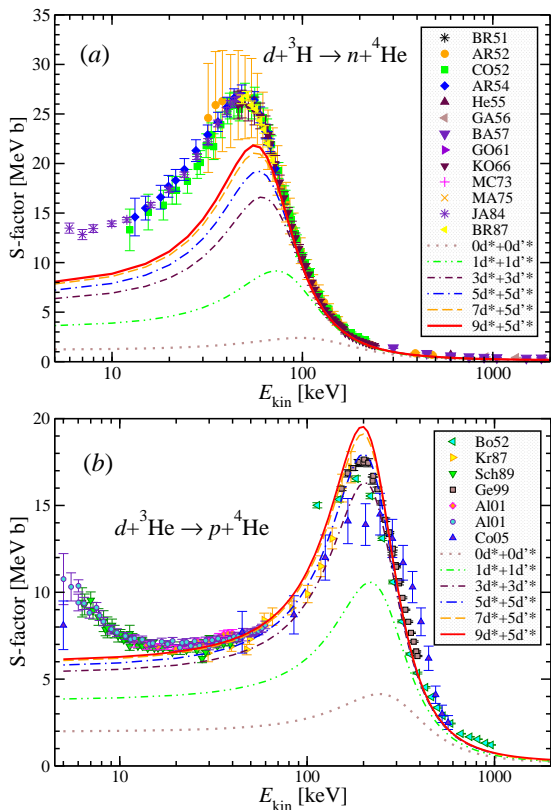 (a)
d+³H → n+⁴He
S-factor [MeV b]
35
30
25
20
15
10
5
0
10
100
1000
E_kin [keV]
BR51
AR52
CO52
AR54
He55
GA56
BA57
GO61
KO66
MC73
MA75
JA84
BR87
0d*+0d'*
1d*+1d'*
3d*+3d'*
5d*+5d'*
7d*+5d'*
9d*+5d'*
(b)
d+³He → p+⁴He
S-factor [MeV b]
20
15
10
5
0
10
100
1000
E_kin [keV]
Bo52
Kr87
Sch89
Ge99
Al01
Al01
Co05
0d*+0d'*
1d*+1d'*
3d*+3d'*
5d*+5d'*
7d*+5d'*
9d*+5d'*